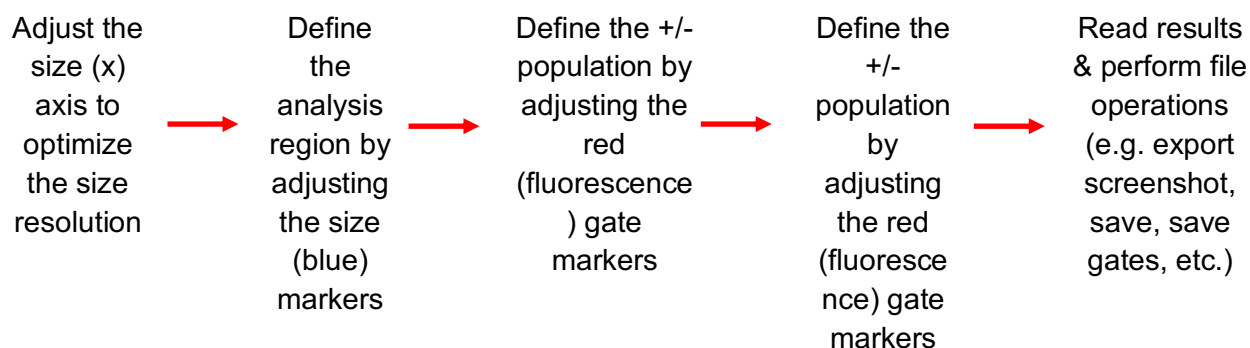 Adjust the
size (x)
axis to
optimize
the size
resolution
Define
the
analysis
region by
adjusting
the size
(blue)
markers
Define the +/-
population by
adjusting the
red
(fluorescence
) gate
markers
Define the
+/-
population
by
adjusting
the red
(fluoresce
nce) gate
markers
Read results
& perform file
operations
(e.g. export
screenshot,
save, save
gates, etc.)